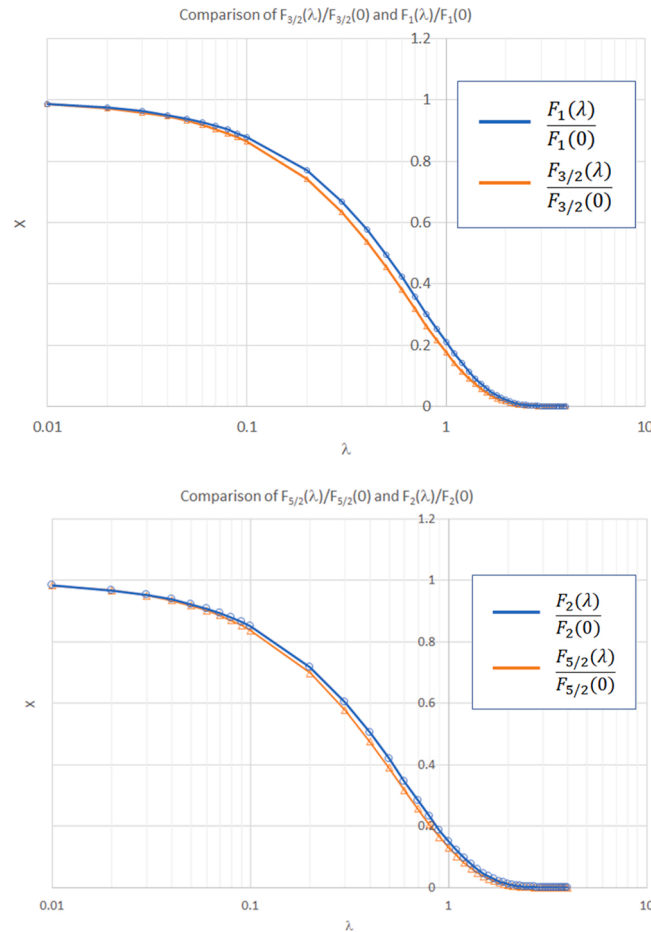 Comparison of F3/2(λ)/F3/2(0) and F1(λ)/F1(0)
1.2
1
0.8
0.6
0.4
0.2
0
X
0.01
0.1
1
10
λ
F1(λ)
F1(0)
F3/2(λ)
F3/2(0)
Comparison of F5/2(λ)/F5/2(0) and F2(λ)/F2(0)
1.2
1
0.8
0.6
0.4
0.2
0
X
0.01
0.1
1
10
λ
F2(λ)
F2(0)
F5/2(λ)
F5/2(0)